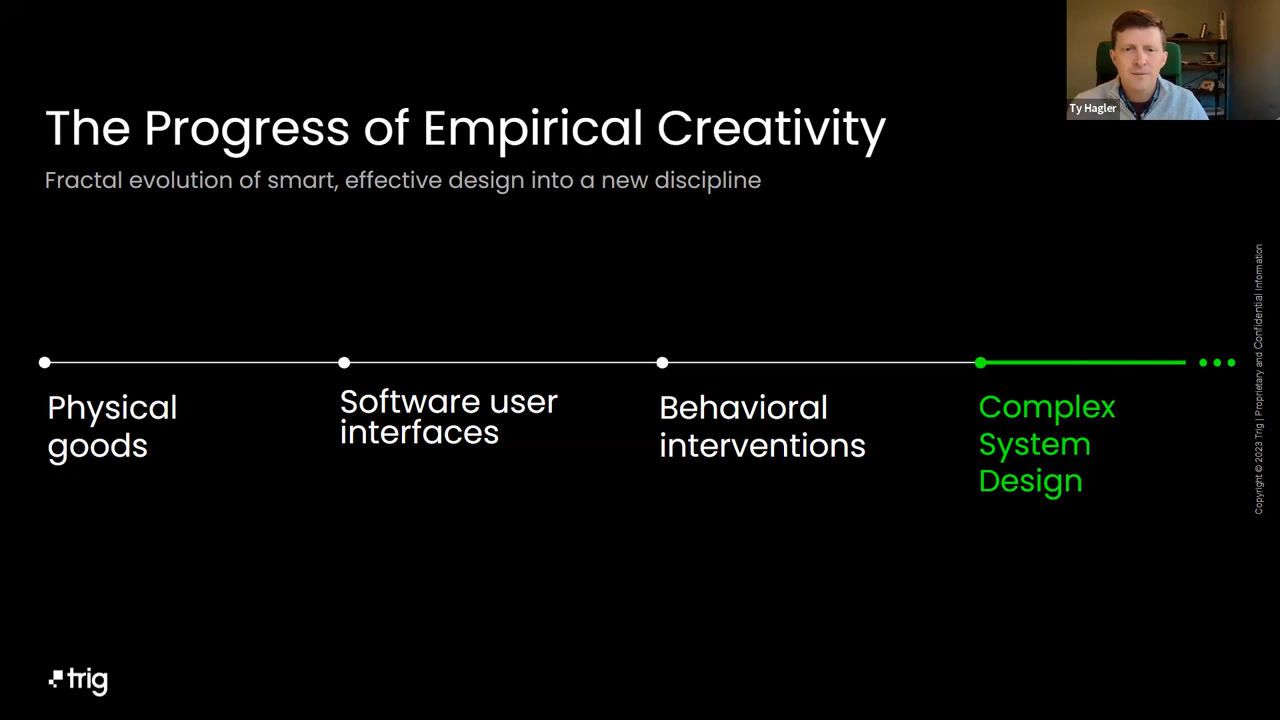 The Progress of Empirical Creativity
Fractal evolution of smart, effective design into a new discipline
Ty Hagler
Physical
goods
Software user
interfaces
Behavioral
interventions
Complex
System
Design
Copyright © 2023 Trig | Proprietary and Confidential Information
trig